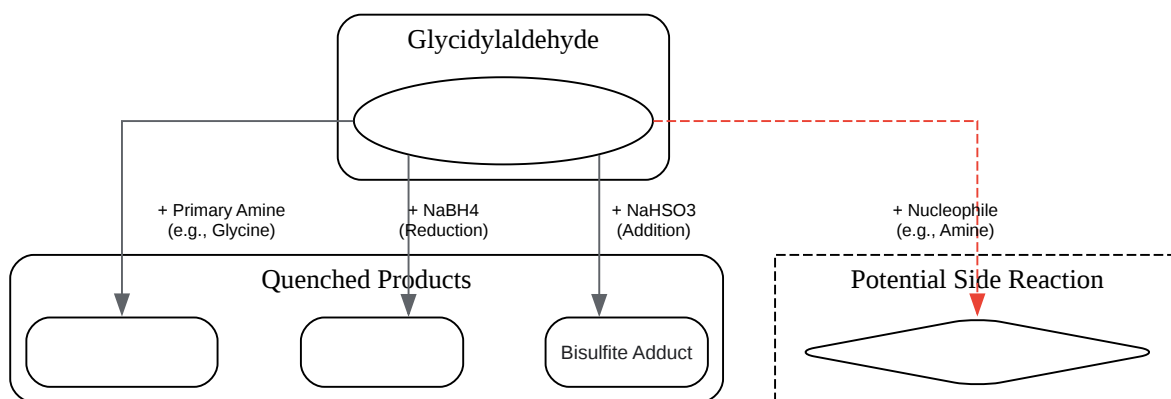 Glycidylaldehyde
+ Primary Amine
(e.g., Glycine)
+ NaBH4
(Reduction)
+ NaHSO3
(Addition)
+ Nucleophile
(e.g., Amine)
Quenched Products
Potential Side Reaction
Bisulfite Adduct